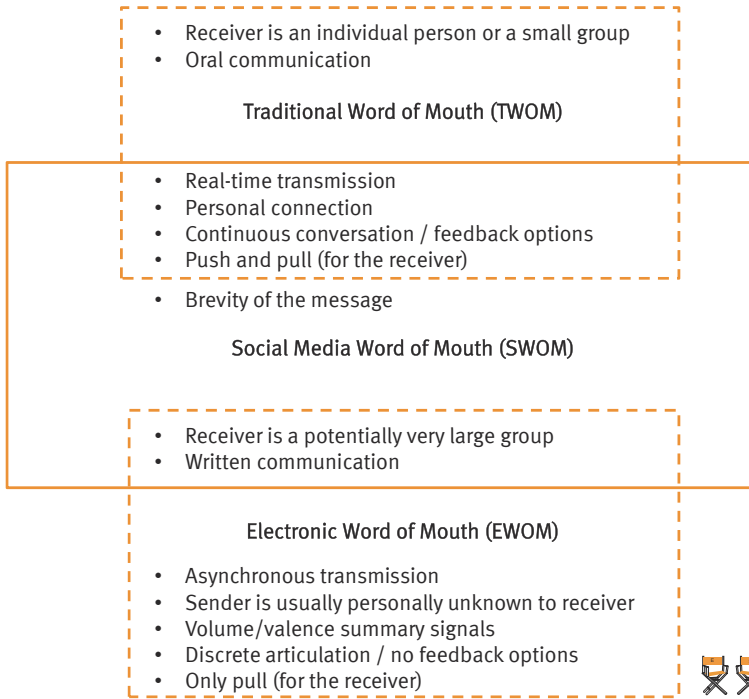 • Receiver is an individual person or a small group
• Oral communication
Traditional Word of Mouth (TWOM)
• Real-time transmission
• Personal connection
• Continuous conversation / feedback options
• Push and pull (for the receiver)
• Brevity of the message
Social Media Word of Mouth (SWOM)
• Receiver is a potentially very large group
• Written communication
Electronic Word of Mouth (EWOM)
• Asynchronous transmission
• Sender is usually personally unknown to receiver
• Volume/valence summary signals
• Discrete articulation / no feedback options
• Only pull (for the receiver)